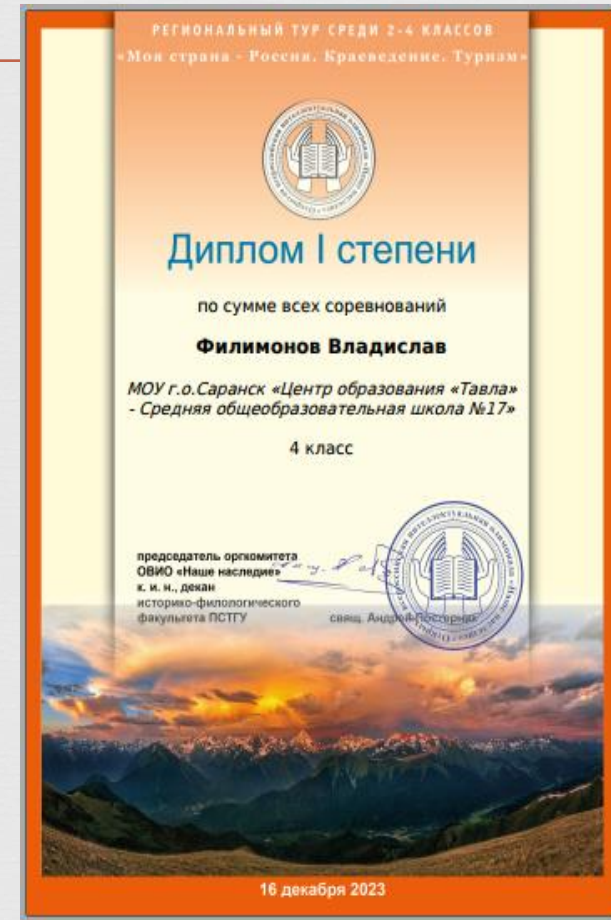 РЕГИОНАЛЬНЫЙ ТУР СРЕДИ 2-4 КЛАССОВ
«Моя страна - Россия. Краеведение. Туризм»
Диплом I степени
по сумме всех соревнований
Филимонов Владислав
МОУ г.о.Саранск «Центр образования «Тавла»
- Средняя общеобразовательная школа №17»
4 класс
председатель оргкомитета
ОВИО «Наше наследие»
к. и. н., декан
историко-филологического
факультета ПСТГУ
свящ. Андрей
16 декабря 2023